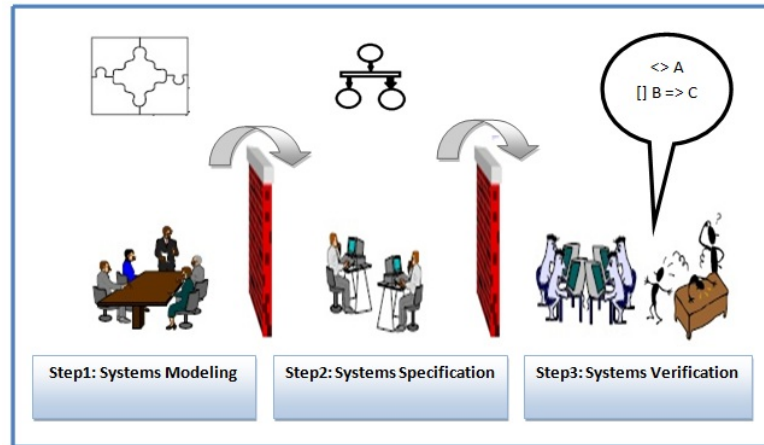 <> A
[] B => C
?
Step1: Systems Modeling
Step2: Systems Specification
Step3: Systems Verification